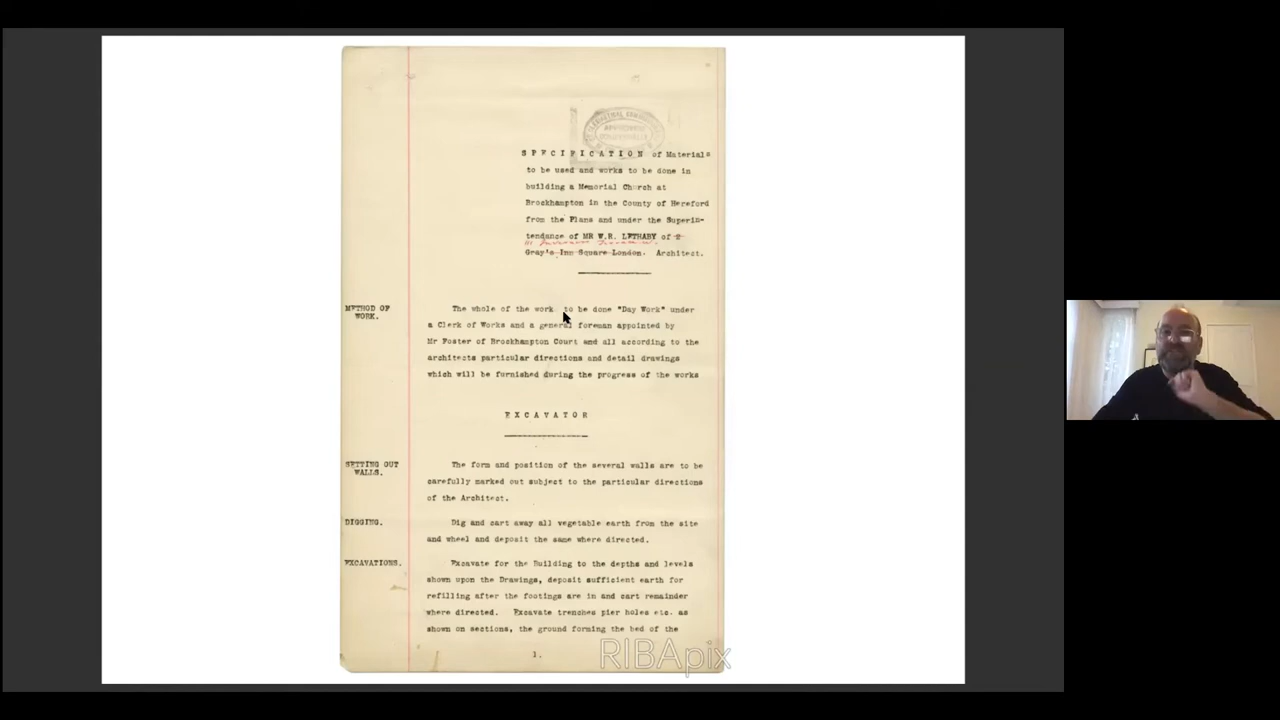 SPECIFICATION of Materials
to be used and works to be done in
building a Memorial Church at
Brockhampton in the County of Hereford
from the Plans and under the Superin-
tendance of MR W.R. LETHABY of 2
Gray's Inn Square London. Architect.
METHOD OF
WORK.
The whole of the work to be done "Day Work" under
a Clerk of Works and a general foreman appointed by
Mr Foster of Brockhampton Court and all according to the
architects particular directions and detail drawings
which will be furnished during the progress of the works
EXCAVATOR
SETTING OUT
WALLS.
The form and position of the several walls are to be
carefully marked out subject to the particular directions
of the Architect.
DIGGING.
Dig and cart away all vegetable earth from the site
and wheel and deposit the same where directed.
EXCAVATIONS.
Excavate for the Building to the depths and levels
shown upon the Drawings, deposit sufficient earth for
refilling after the footings are in and cart remainder
where directed. Excavate trenches pier holes etc. as
shown on sections, the ground forming the bed of the
1.
RIBApix